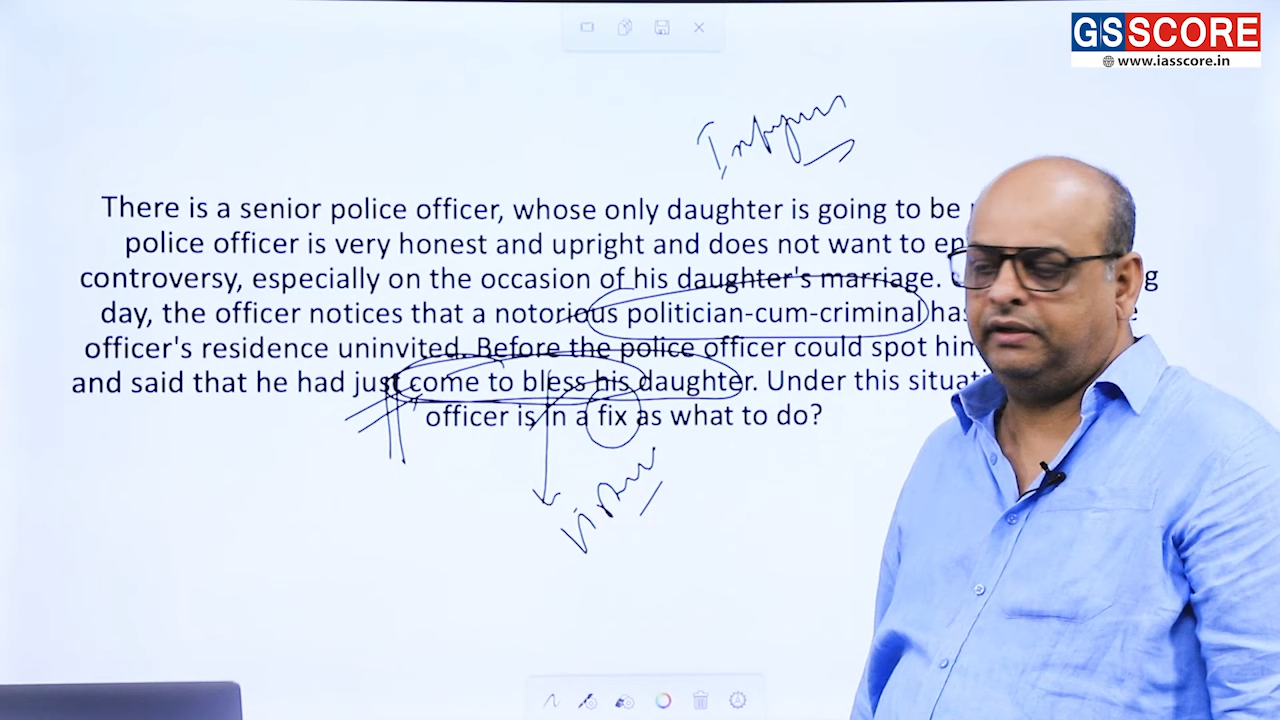 GSSCORE
www.iasscore.in
There is a senior police officer, whose only daughter is going to be
police officer is very honest and upright and does not want to
controversy, especially on the occasion of his daughter's marriage.
day, the officer notices that a notorious politician-cum-criminal has
officer's residence uninvited. Before the police officer could spot him
and said that he had just come to bless his daughter. Under this
officer is in a fix as what to do?